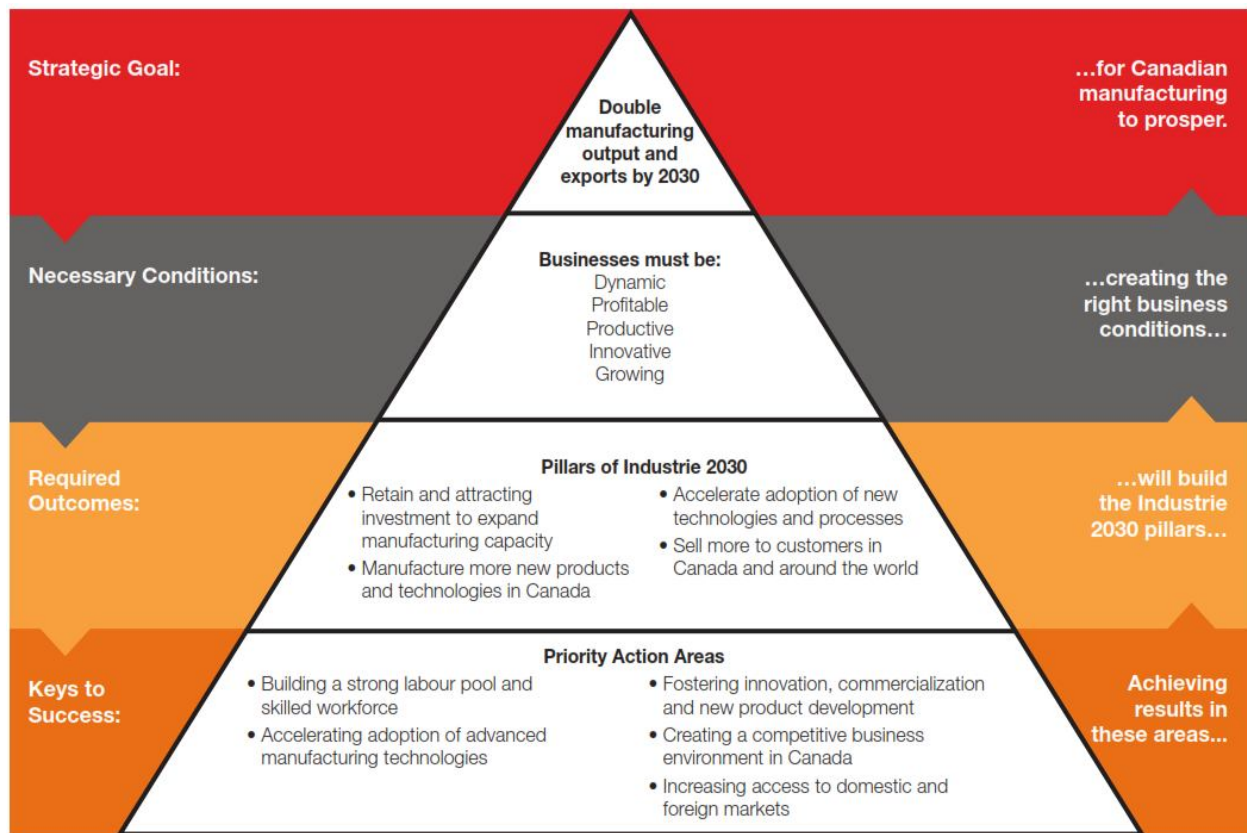 Strategic Goal:
Double
manufacturing
output and
exports by 2030
…for Canadian
manufacturing
to prosper.
Necessary Conditions:
Businesses must be:
Dynamic
Profitable
Productive
Innovative
Growing
…creating the
right business
conditions…
Required
Outcomes:
Pillars of Industrie 2030
• Retain and attracting
investment to expand
manufacturing capacity
• Manufacture more new products
and technologies in Canada
• Accelerate adoption of new
technologies and processes
• Sell more to customers in
Canada and around the world
…will build
the Industrie
2030 pillars…
Keys to
Success:
Priority Action Areas
• Building a strong labour pool and
skilled workforce
• Accelerating adoption of advanced
manufacturing technologies
• Fostering innovation, commercialization
and new product development
• Creating a competitive business
environment in Canada
• Increasing access to domestic and
foreign markets
Achieving
results in
these areas...